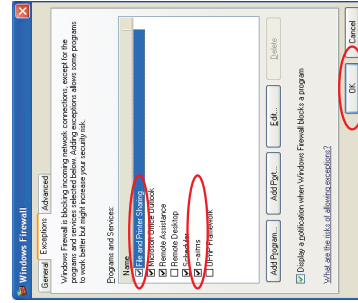 Windows Firewall
General Exceptions Advanced
Windows Firewall is blocking incoming network connections, except for the
programs and services selected below. Adding exceptions allows some programs
to work better but might increase your security risk.
Programs and Services:
Name
File and Printer Sharing
Microsoft Office Outlook
Remote Assistance
Remote Desktop
Scheduler
p-aims
UPnP Framework
Add Program... Add Port... Edit... Delete
Display a notification when Windows Firewall blocks a program
What are the risks of allowing exceptions?
OK Cancel